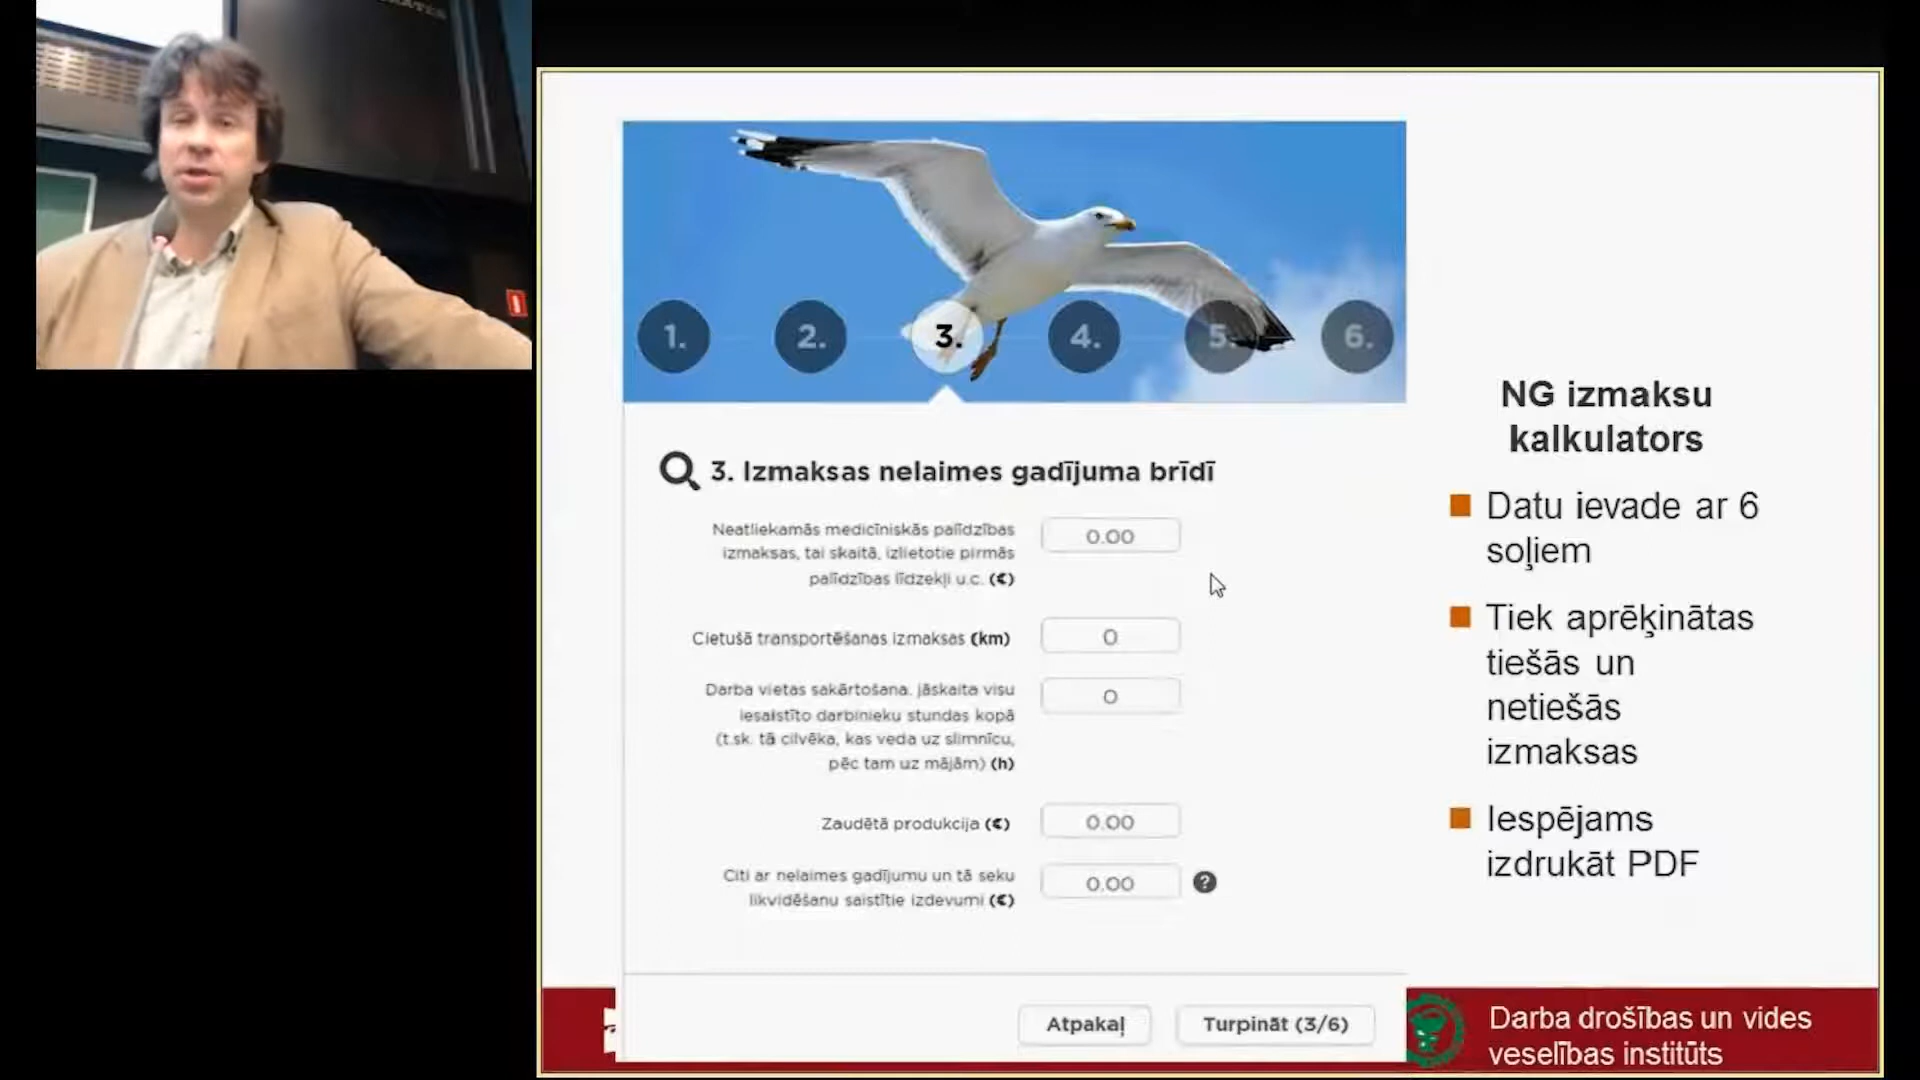 1.
2.
3.
4.
5.
6.
3. Izmaksas nelaimes gadījuma brīdī
Neatliekamās medicīniskās palīdzības
izmaksas, tai skaitā, izlietotie pirmās
palīdzības līdzekļi u.c. (€)
0.00
Cietušā transportēšanas izmaksas (km)
0
Darba vietas sakārtošana, jāskaita visu
iesaistīto darbinieku stundas kopā
(t.sk. tā cilvēka, kas veda uz slimnīcu,
pēc tam uz mājām) (h)
0
Zaudētā produkcija (€)
0.00
Citi ar nelaimes gadījumu un tā seku
likvidēšanu saistītie izdevumi (€)
0.00
?
Atpakaļ
Turpināt (3/6)
NG izmaksu
kalkulators
Datu ievade ar 6
soļiem
Tiek aprēķinātas
tiešās un
netiešās
izmaksas
Iespējams
izdrukāt PDF
Darba drošības un vides
veselības institūts